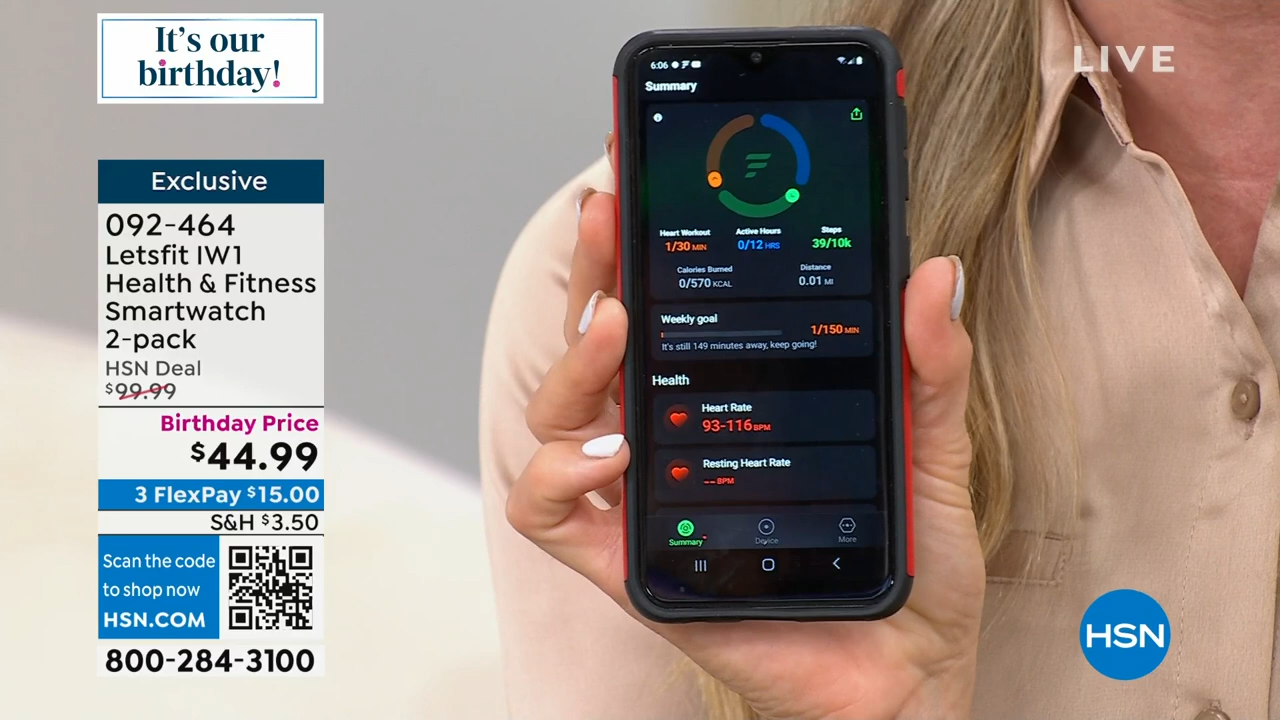 It's our
birthday!
Exclusive
092-464
Letsfit IW1
Health & Fitness
Smartwatch
2-pack
HSN Deal
$99.99
Birthday Price
$44.99
3 FlexPay $15.00
S&H $3.50
Scan the code
to shop now
HSN.COM
800-284-3100
LIVE
6:06
Summary
Heart Workout
1/30 MIN
Active Hours
0/12 HRS
Steps
39/10k
Calories Burned
0/570 KCAL
Distance
0.01 MI
Weekly goal
1/150 MIN
It's still 149 minutes away, keep going!
Health
Heart Rate
93-116 BPM
Resting Heart Rate
-- BPM
Summary
Device
More
HSN